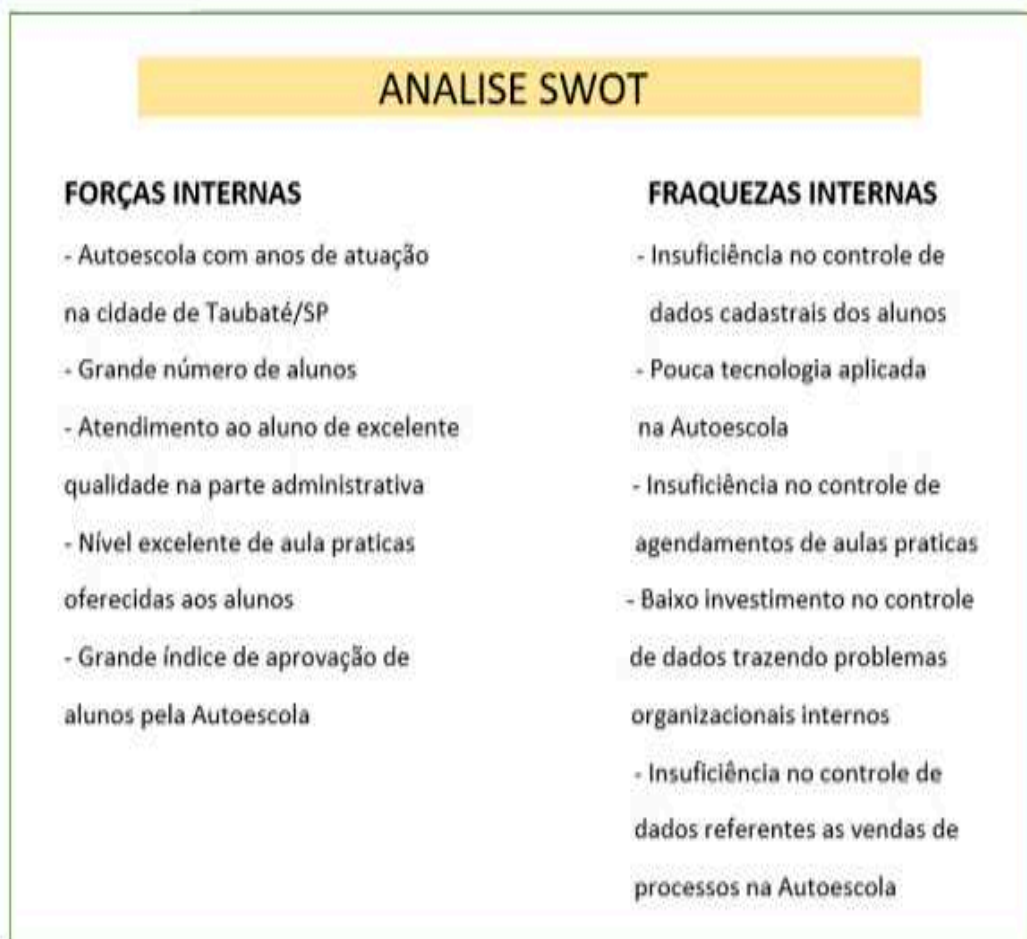 ANALISE SWOT
FORÇAS INTERNAS
- Autoescola com anos de atuação
na cidade de Taubaté/SP
- Grande número de alunos
- Atendimento ao aluno de excelente
qualidade na parte administrativa
- Nível excelente de aula praticas
oferecidas aos alunos
- Grande índice de aprovação de
alunos pela Autoescola
FRAQUEZAS INTERNAS
- Insuficiência no controle de
dados cadastrais dos alunos
- Pouca tecnologia aplicada
na Autoescola
- Insuficiência no controle de
agendamentos de aulas praticas
- Baixo investimento no controle
de dados trazendo problemas
organizacionais internos
- Insuficiência no controle de
dados referentes as vendas de
processos na Autoescola